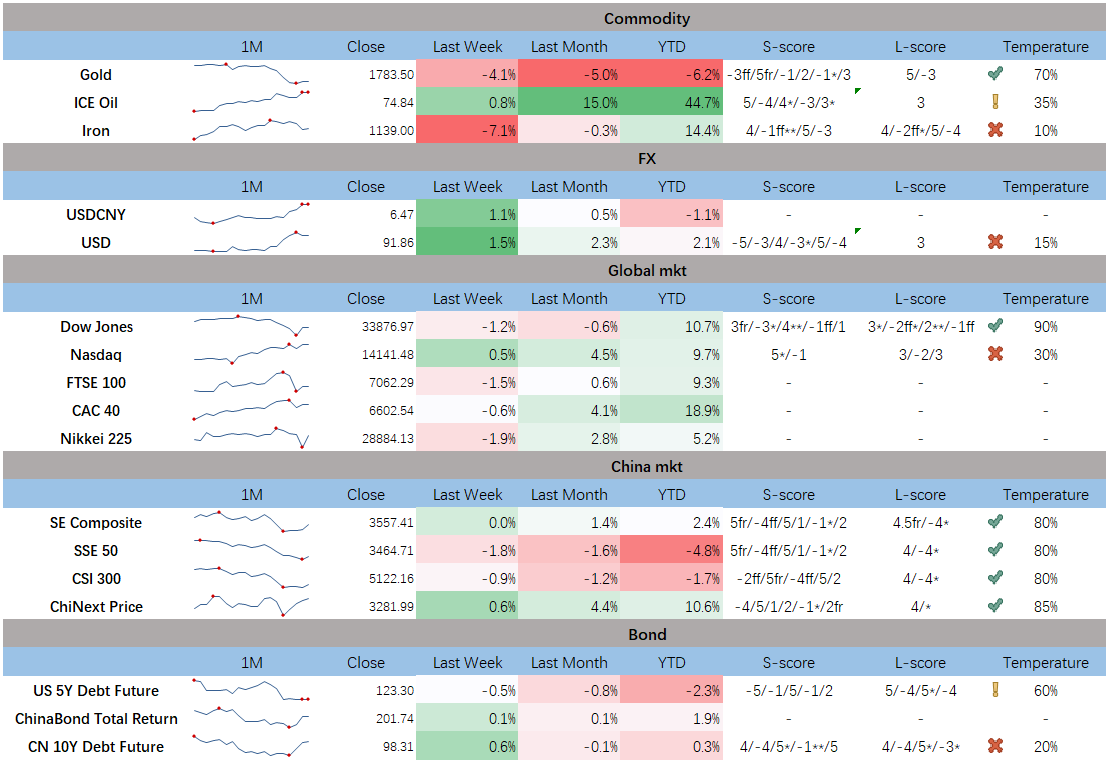 Commodity
1M Close Last Week Last Month YTD S-score L-score Temperature
Gold 1783.50 -4.1% -5.0% -6.2% -3ff/5fr/-1/2/-1*/3 5/-3 70%
ICE Oil 74.84 0.8% 15.0% 44.7% 5/-4/4*/-3/3* 3 35%
Iron 1139.00 -7.1% -0.3% 14.4% 4/-1ff**/5/-3 4/-2ff*/5/-4 10%
FX
1M Close Last Week Last Month YTD S-score L-score Temperature
USDCNY 6.47 1.1% 0.5% -1.1% - - -
USD 91.86 1.5% 2.3% 2.1% -5/-3/4/-3*/5/-4 3 15%
Global mkt
1M Close Last Week Last Month YTD S-score L-score Temperature
Dow Jones 33876.97 -1.2% -0.6% 10.7% 3fr/-3*/4**/-1ff/1 3*/-2ff*/2**/-1ff 90%
Nasdaq 14141.48 0.5% 4.5% 9.7% 5*/-1 3/-2/3 30%
FTSE 100 7062.29 -1.5% 0.6% 9.3% - - -
CAC 40 6602.54 -0.6% 4.1% 18.9% - - -
Nikkei 225 28884.13 -1.9% 2.8% 5.2% - - -
China mkt
1M Close Last Week Last Month YTD S-score L-score Temperature
SE Composite 3557.41 0.0% 1.4% 2.4% 5fr/-4ff/5/1/-1*/2 4.5fr/-4* 80%
SSE 50 3464.71 -1.8% -1.6% -4.8% 5fr/-4ff/5/1/-1*/2 4/-4* 80%
CSI 300 5122.16 -0.9% -1.2% -1.7% -2ff/5fr/-4ff/5/2 4/-4* 80%
ChiNext Price 3281.99 0.6% 4.4% 10.6% -4/5/1/2/-1*/2fr 4/* 85%
Bond
1M Close Last Week Last Month YTD S-score L-score Temperature
US 5Y Debt Future 123.30 -0.5% -0.8% -2.3% -5/-1/5/-1/2 5/-4/5*/-4 60%
ChinaBond Total Return 201.74 0.1% 0.1% 1.9% - - -
CN 10Y Debt Future 98.31 0.6% -0.1% 0.3% 4/-4/5*/-1**/5 4/-4/5*/-3* 20%